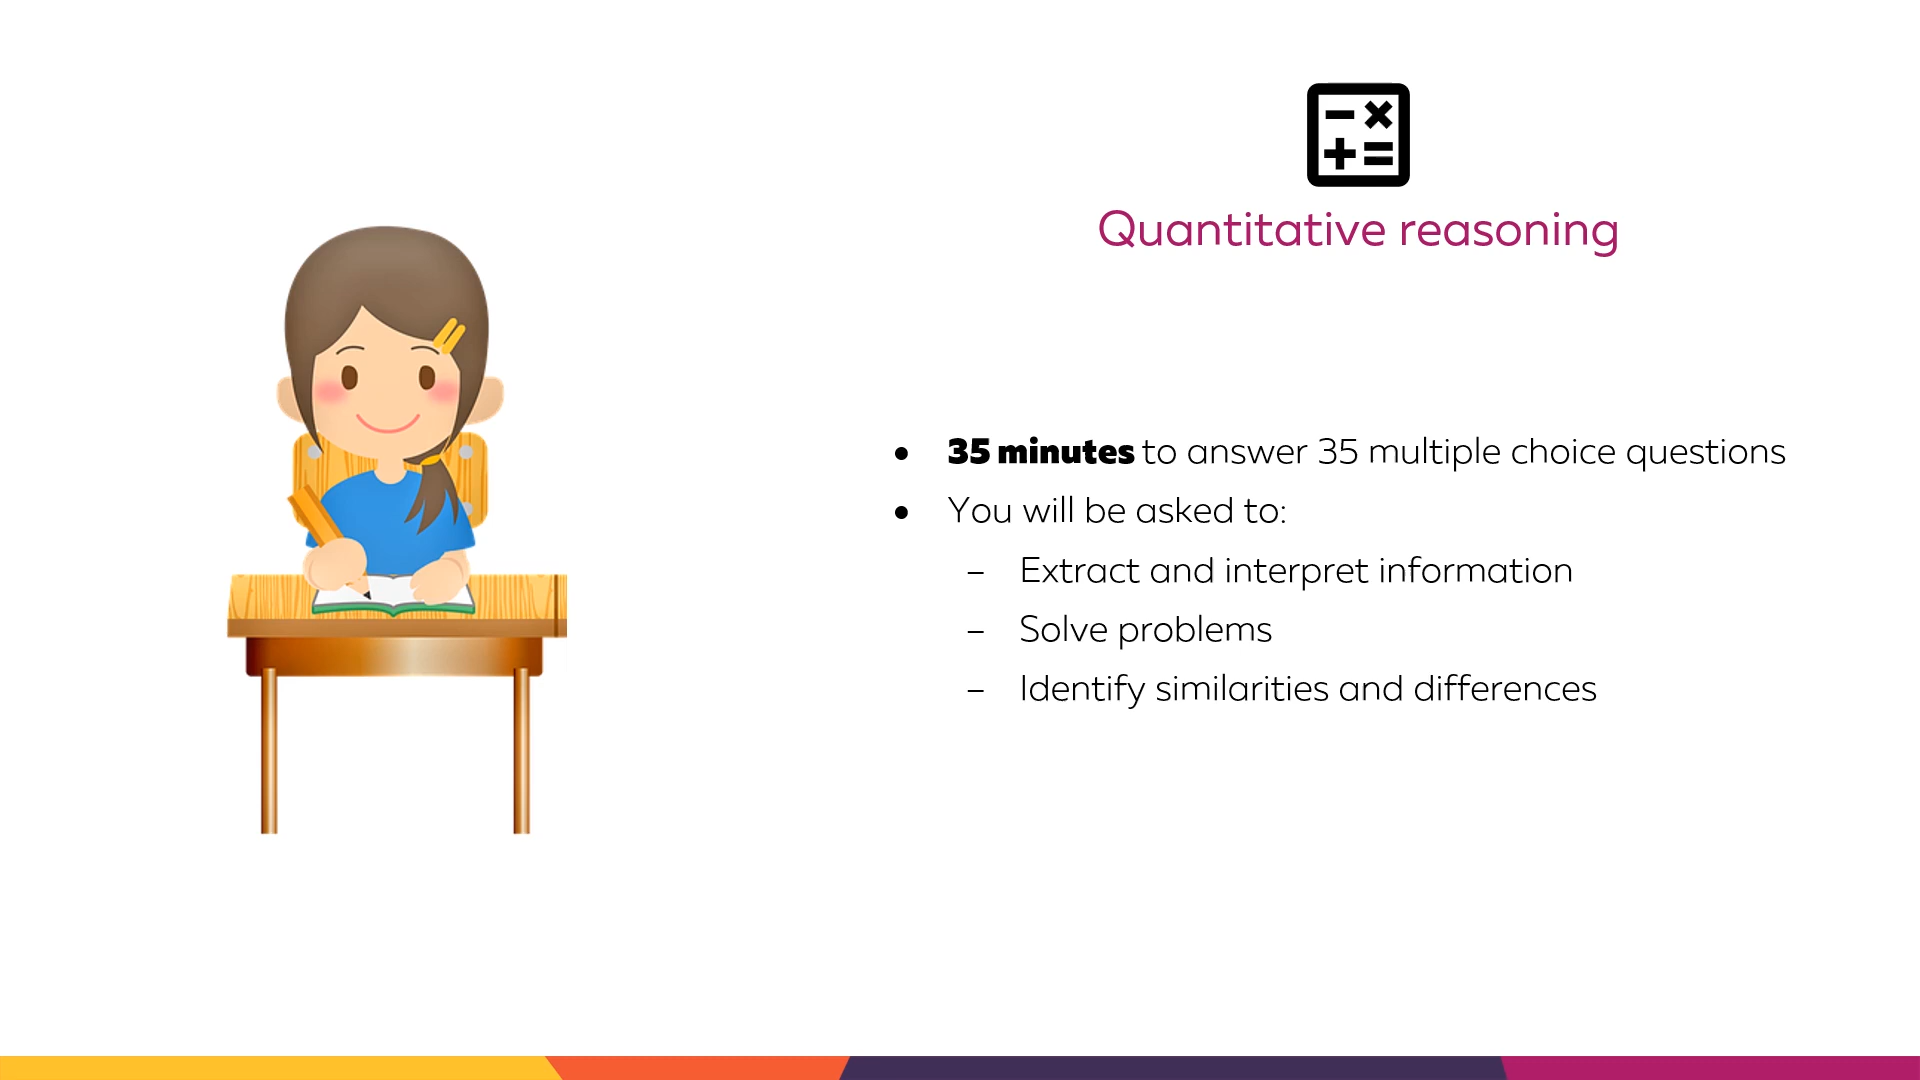 Quantitative reasoning
• 35 minutes to answer 35 multiple choice questions
• You will be asked to:
– Extract and interpret information
– Solve problems
– Identify similarities and differences